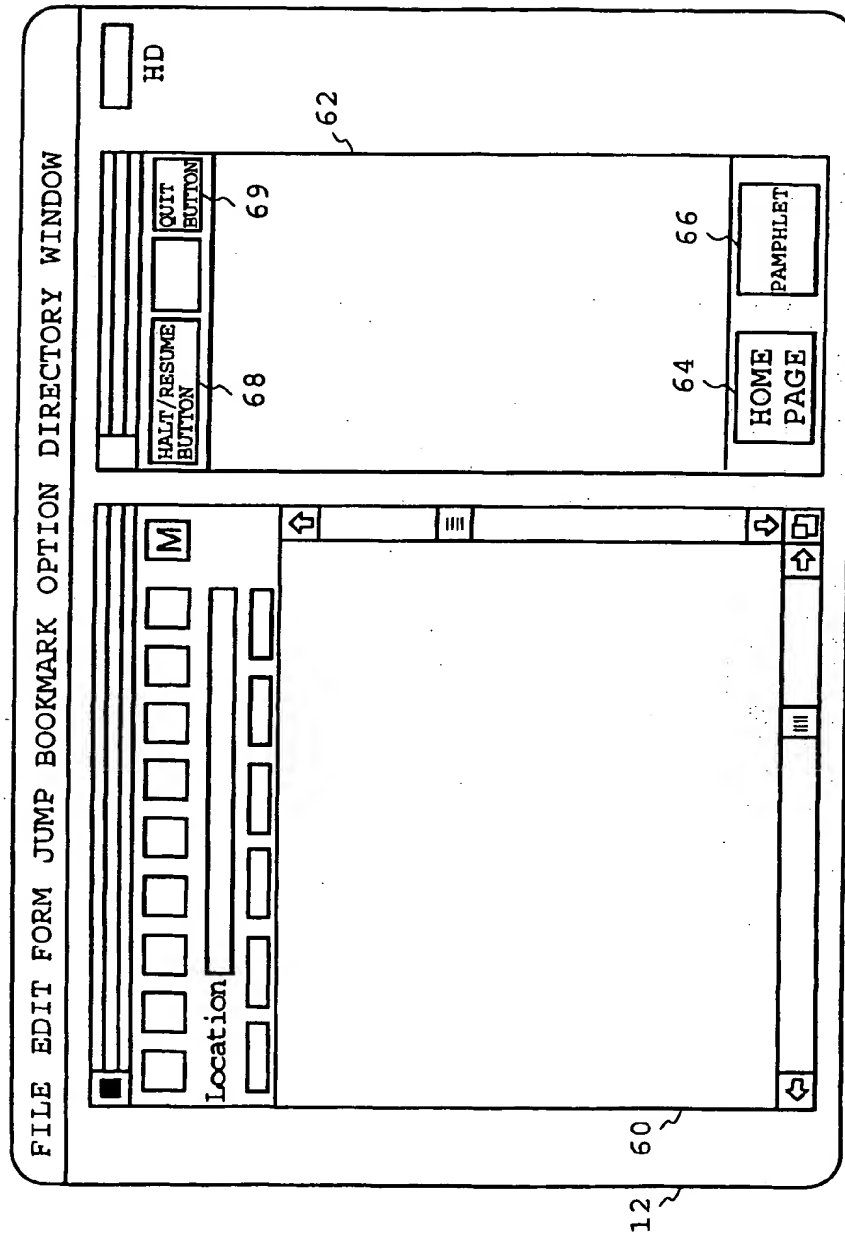 FILE EDIT FORM JUMP BOOKMARK OPTION DIRECTORY WINDOW
HD
M
Location
HALT/RESUME
BUTTON
QUIT
BUTTON
68
69
62
64
66
HOME
PAGE
PAMPHLET
60
12